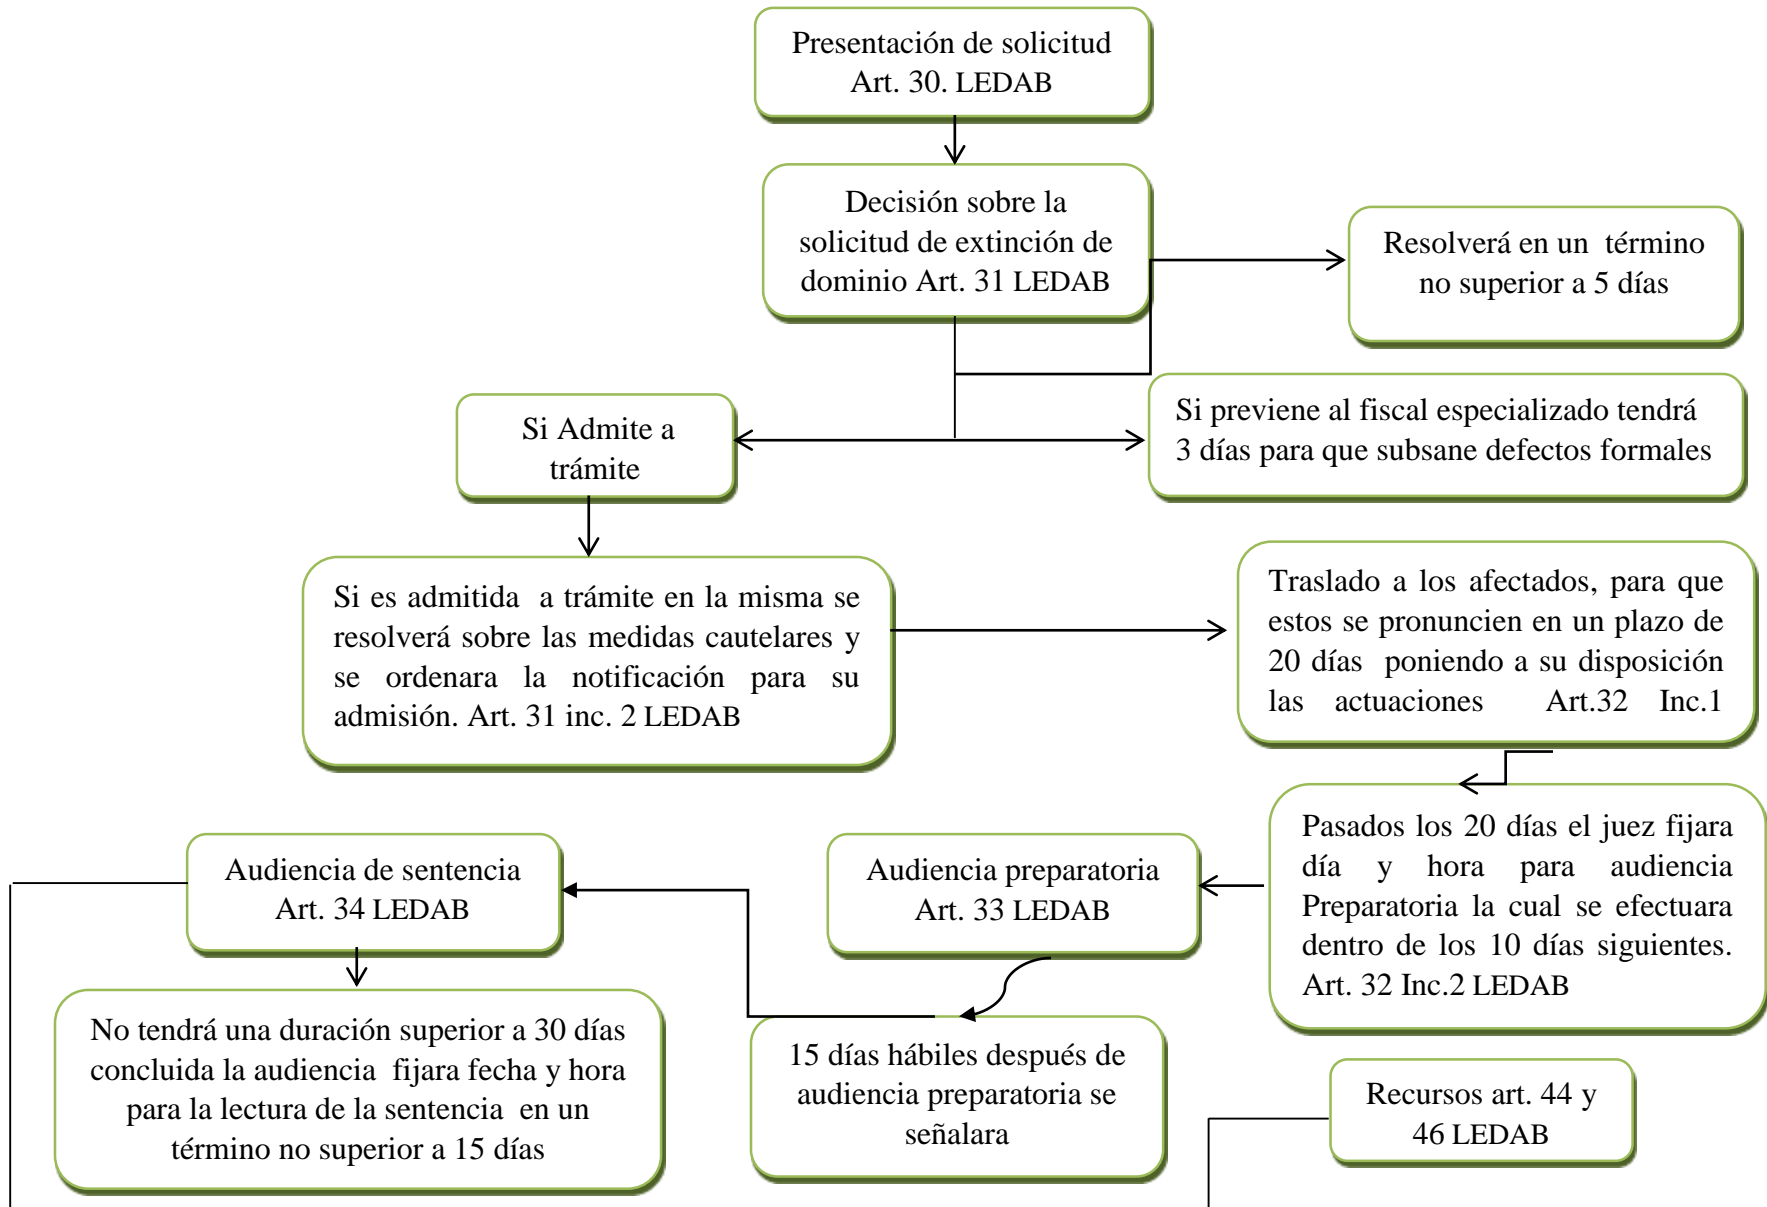 Presentación de solicitud
Art. 30. LEDAB
Decisión sobre la
solicitud de extinción de
dominio Art. 31 LEDAB
Resolverá en un término
no superior a 5 días
Si Admite a
trámite
Si previene al fiscal especializado tendrá
3 días para que subsane defectos formales
Si es admitida a trámite en la misma se
resolverá sobre las medidas cautelares y
se ordenara la notificación para su
admisión. Art. 31 inc. 2 LEDAB
Traslado a los afectados, para que
estos se pronuncien en un plazo de
20 días poniendo a su disposición
las actuaciones Art.32 Inc.1
Pasados los 20 días el juez fijara
día y hora para audiencia
Preparatoria la cual se efectuara
dentro de los 10 días siguientes.
Art. 32 Inc.2 LEDAB
Audiencia preparatoria
Art. 33 LEDAB
Audiencia de sentencia
Art. 34 LEDAB
No tendrá una duración superior a 30 días
concluida la audiencia fijara fecha y hora
para la lectura de la sentencia en un
término no superior a 15 días
15 días hábiles después de
audiencia preparatoria se
señalara
Recursos art. 44 y
46 LEDAB